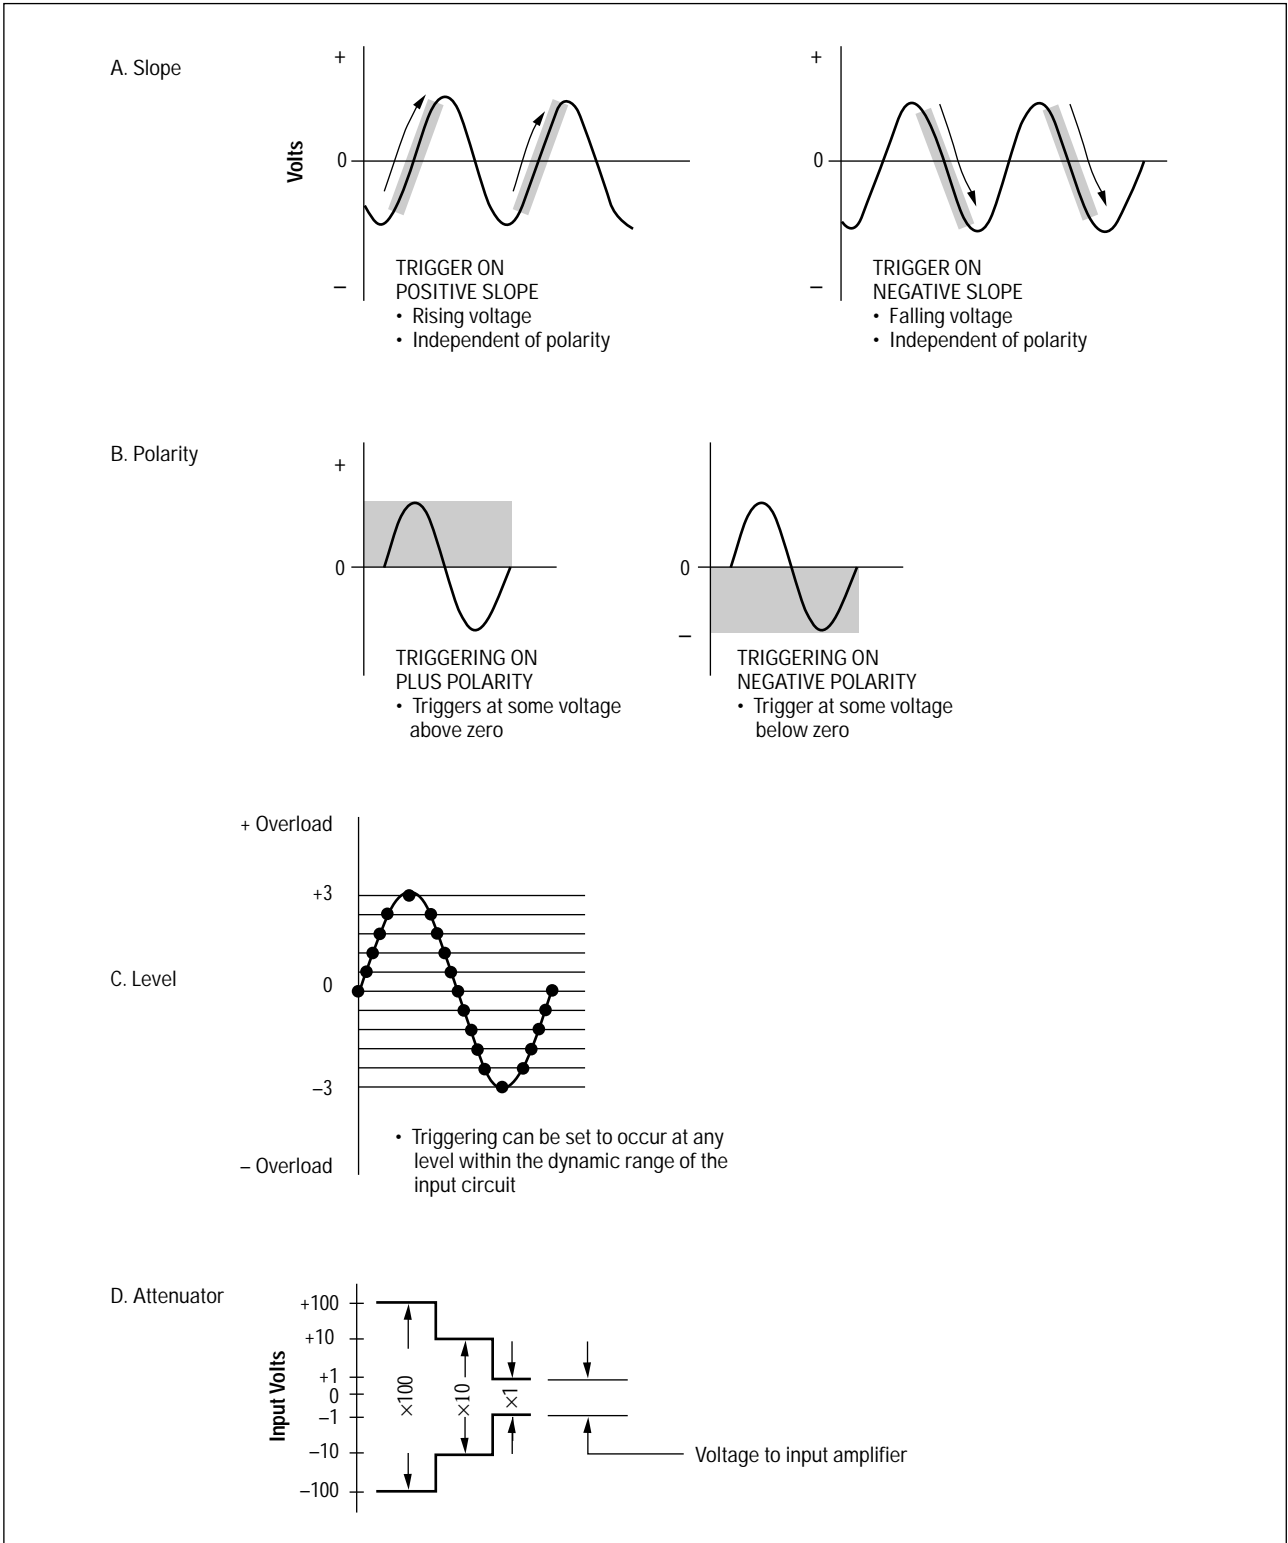 A. Slope
+
Volts
0
–
TRIGGER ON
POSITIVE SLOPE
• Rising voltage
• Independent of polarity
+
0
–
TRIGGER ON
NEGATIVE SLOPE
• Falling voltage
• Independent of polarity
B. Polarity
+
0
TRIGGERING ON
PLUS POLARITY
• Triggers at some voltage
above zero
0
–
TRIGGERING ON
NEGATIVE POLARITY
• Trigger at some voltage
below zero
C. Level
+ Overload
+3
0
–3
– Overload
• Triggering can be set to occur at any
level within the dynamic range of the
input circuit
D. Attenuator
Input Volts
+100
+10
+1
0
–1
–10
–100
×100
×10
×1
Voltage to input amplifier